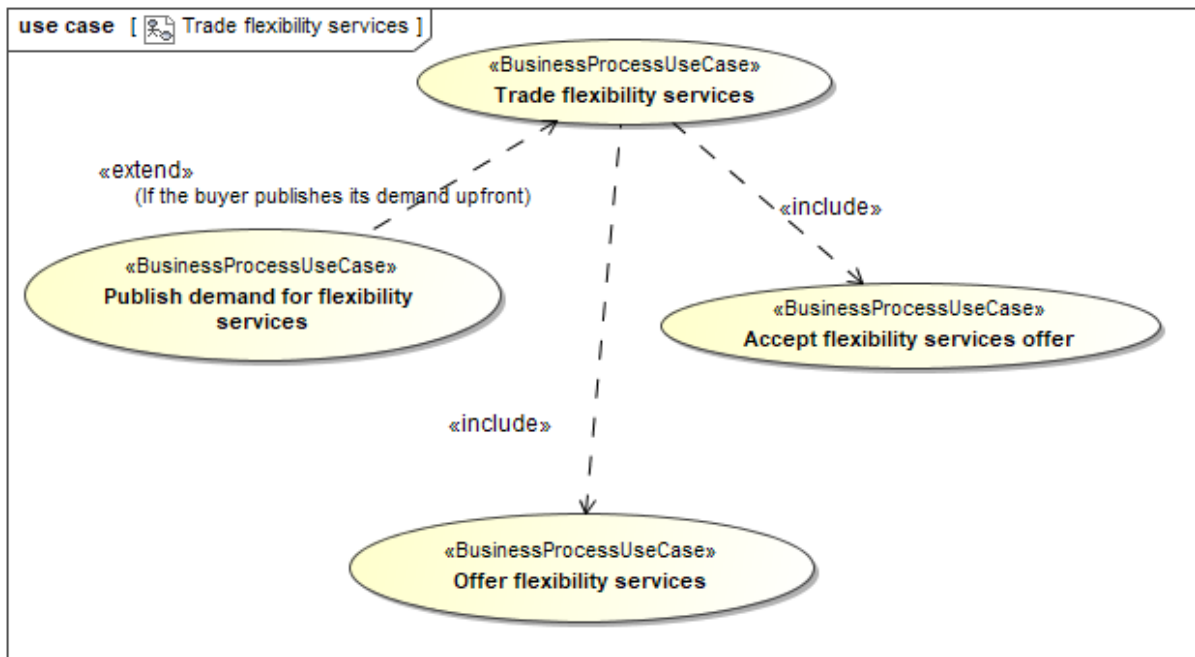 use case [ Trade flexibility services ]
«BusinessProcessUseCase»
Trade flexibility services
«extend»
(If the buyer publishes its demand upfront)
«include»
«BusinessProcessUseCase»
Publish demand for flexibility
services
«BusinessProcessUseCase»
Accept flexibility services offer
«include»
«BusinessProcessUseCase»
Offer flexibility services